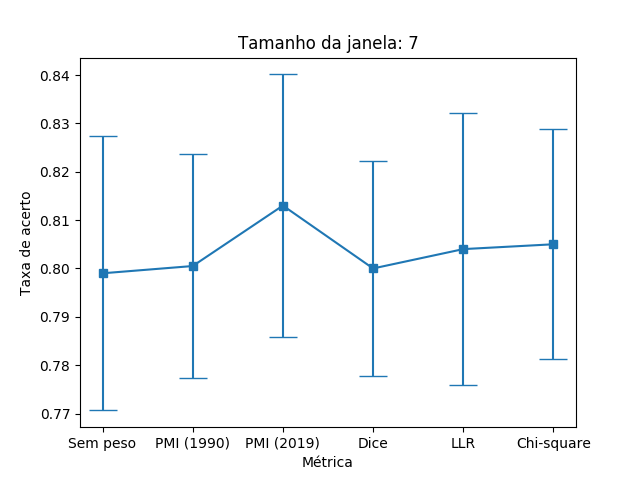 Tamanho da janela: 7
0.84
0.83
0.82
0.81
0.80
0.79
0.78
0.77
Taxa de acerto
Sem peso PMI (1990) PMI (2019) Dice LLR Chi-square
Métrica